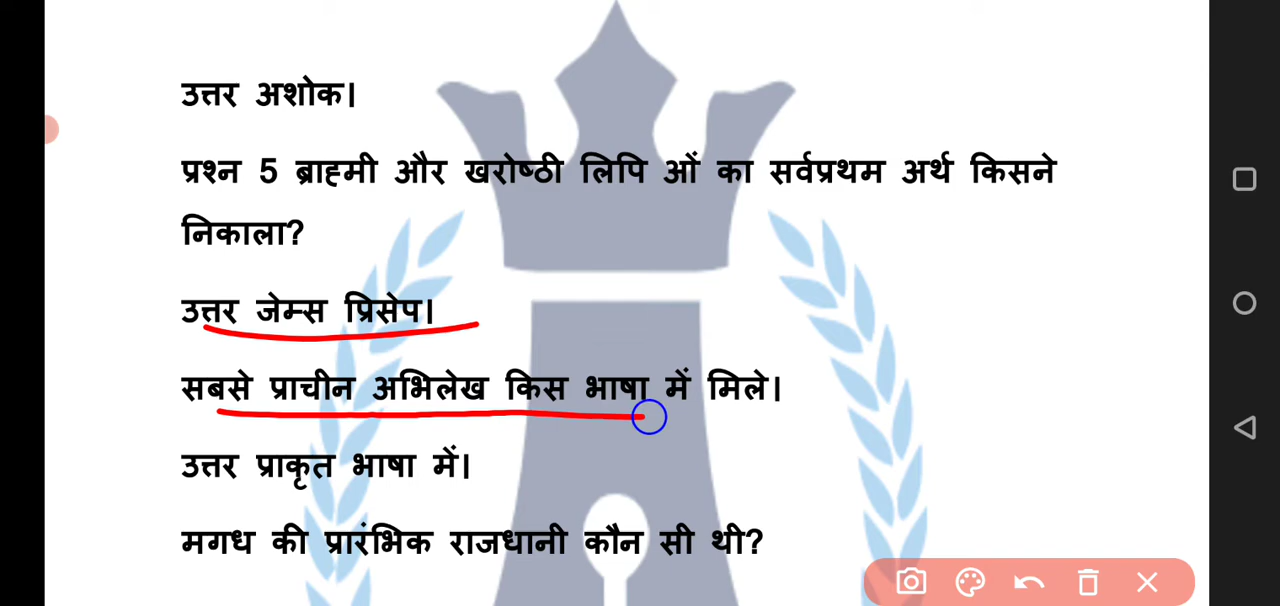 उत्तर अशोक।
प्रश्न 5 ब्राह्मी और खरोष्ठी लिपि ओं का सर्वप्रथम अर्थ किसने
निकाला?
उत्तर जेम्स प्रिसेप।
सबसे प्राचीन अभिलेख किस भाषा में मिले।
उत्तर प्राकृत भाषा में।
मगध की प्रारंभिक राजधानी कौन सी थी?